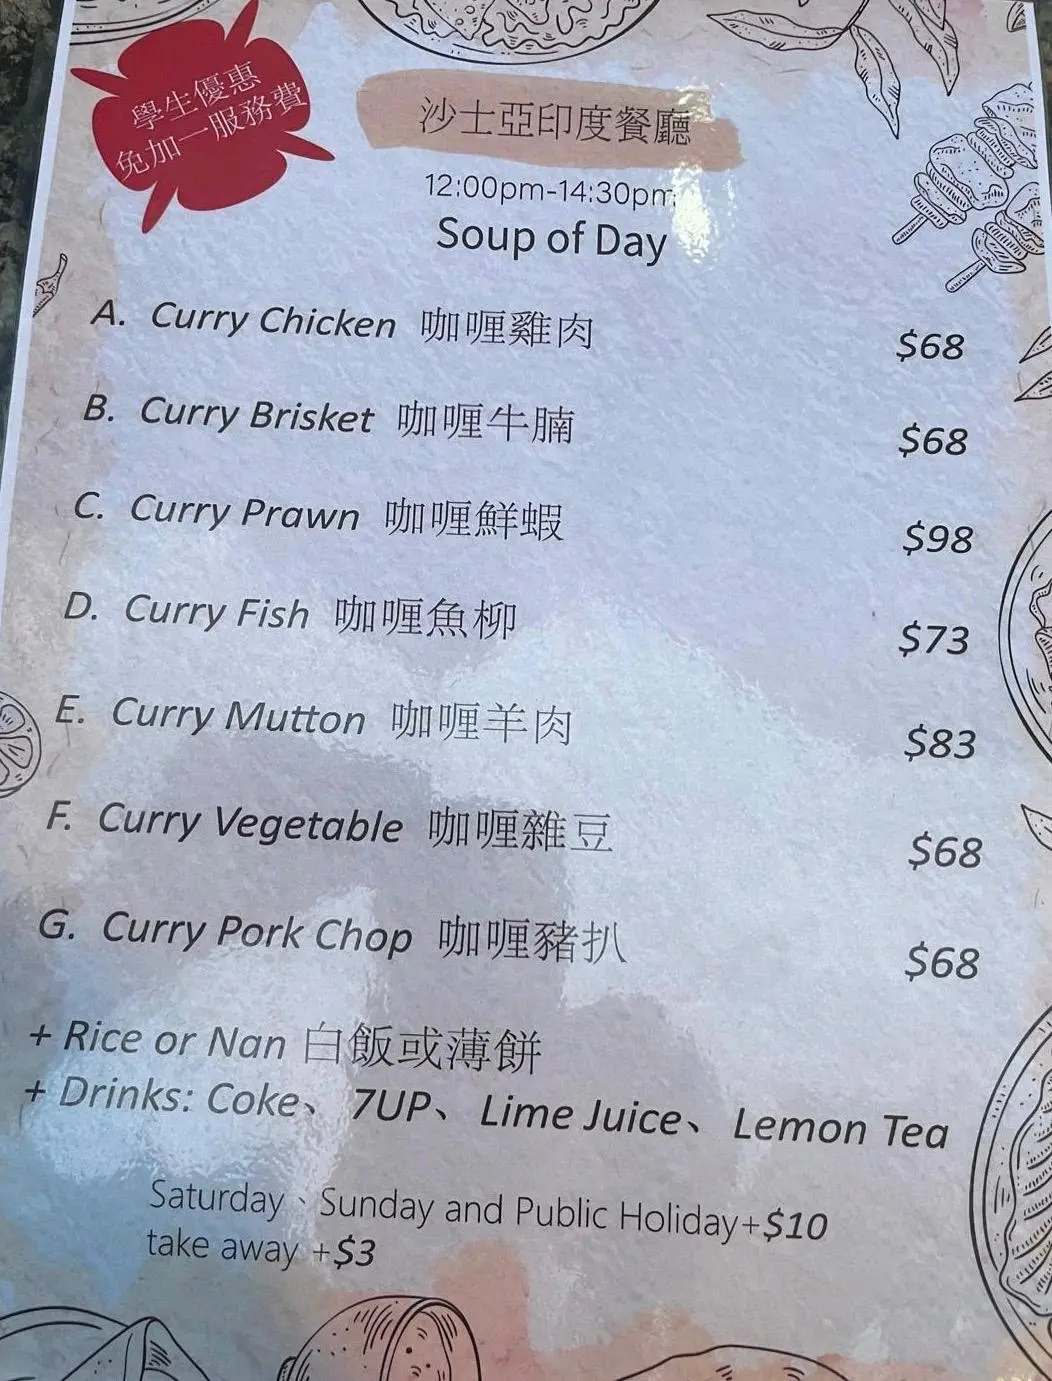 學生優惠
免加一服務費
沙士亞印度餐廳
12:00pm-14:30pm
Soup of Day
A. Curry Chicken 咖喱雞肉 $68
B. Curry Brisket 咖喱牛腩 $68
C. Curry Prawn 咖喱鮮蝦 $98
D. Curry Fish 咖喱魚柳 $73
E. Curry Mutton 咖喱羊肉 $83
F. Curry Vegetable 咖喱雜豆 $68
G. Curry Pork Chop 咖喱豬扒 $68
+ Rice or Nan 白飯或薄餅
+ Drinks: Coke、 7UP、 Lime Juice、 Lemon Tea
Saturday、Sunday and Public Holiday+$10
take away +$3